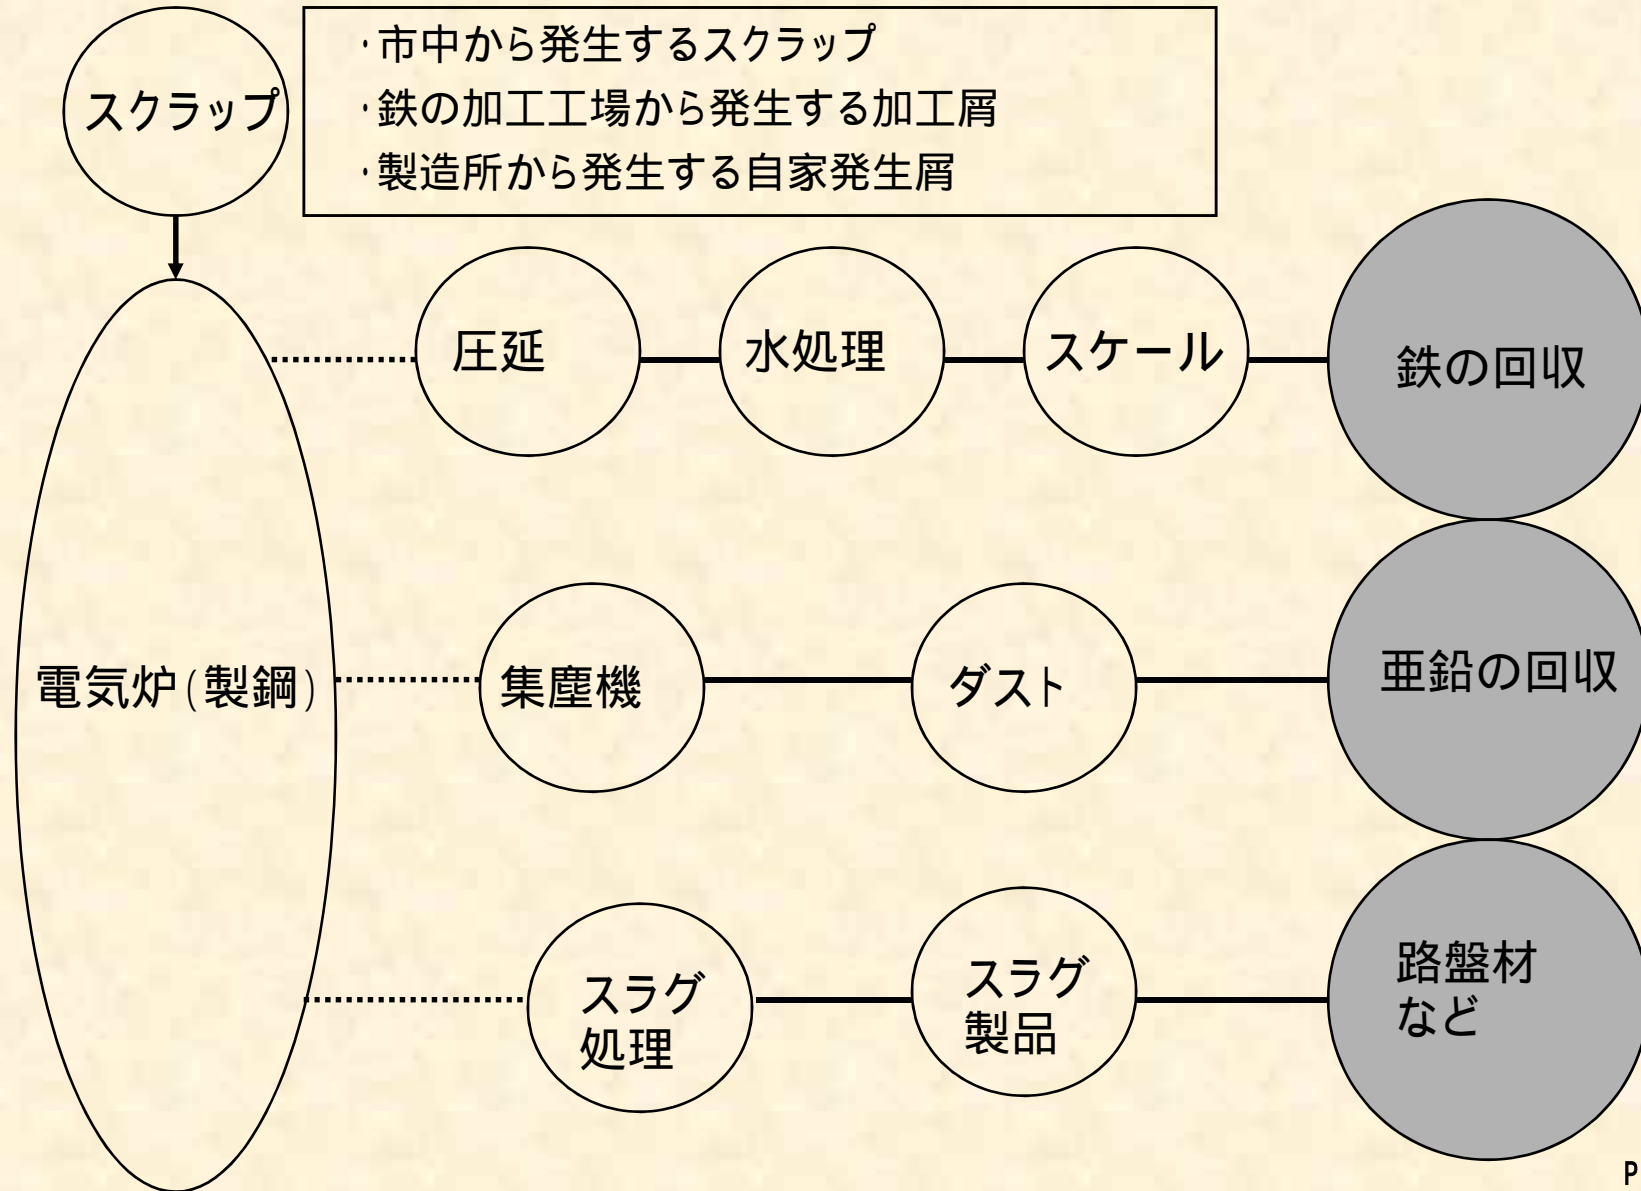 スクラップ
・市中から発生するスクラップ
・鉄の加工工場から発生する加工屑
・製造所から発生する自家発生屑
圧延
水処理
スケール
鉄の回収
電気炉(製鋼)
集塵機
ダスト
亜鉛の回収
スラグ
処理
スラグ
製品
路盤材
など
P